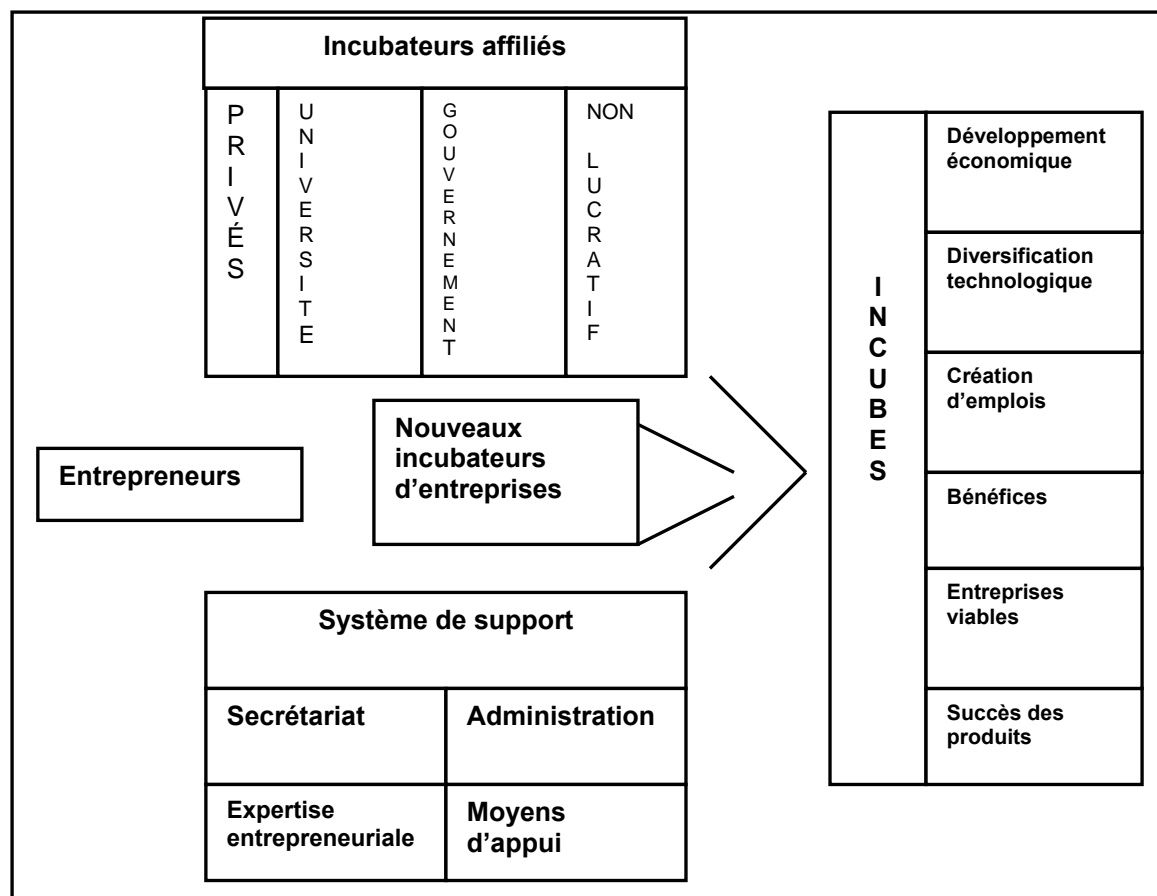 Incubateurs affiliés
PRIVÉS
UNIVERSITE
GOUVERNEMENT
NON LUCRATIF
Entrepreneurs
Nouveaux
incubateurs
d'entreprises
Système de support
Secrétariat
Administration
Expertise
entrepreneuriale
Moyens
d'appui
INCUBES
Développement
économique
Diversification
technologique
Création
d'emplois
Bénéfices
Entreprises
viables
Succès des
produits